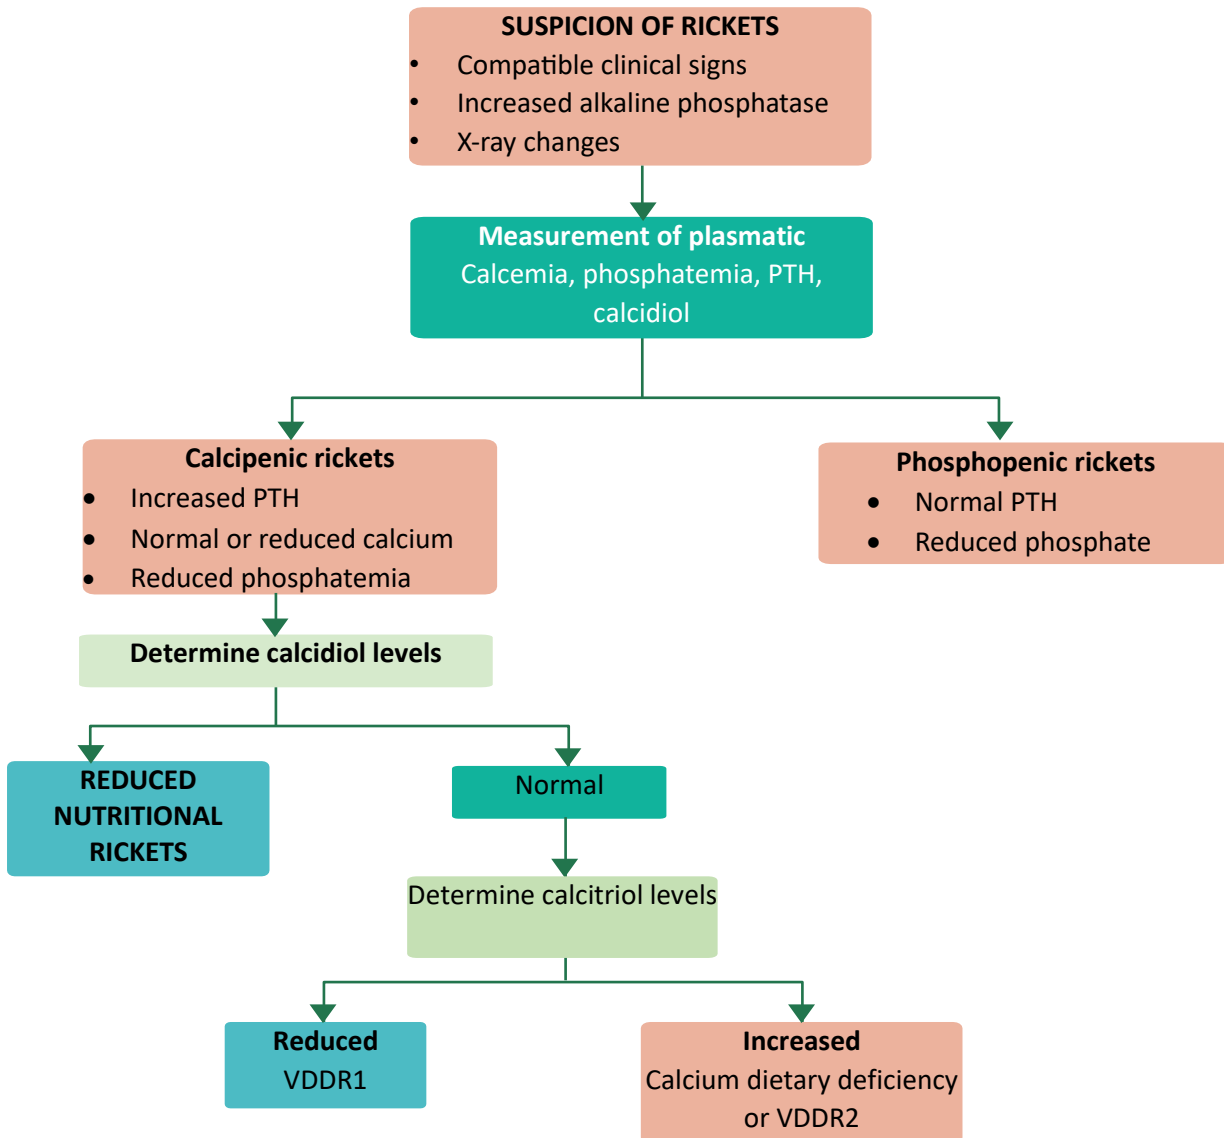 SUSPICION OF RICKETS
• Compatible clinical signs
• Increased alkaline phosphatase
• X-ray changes
Measurement of plasmatic
Calcemia, phosphatemia, PTH,
calcidiol
Calcipenic rickets
• Increased PTH
• Normal or reduced calcium
• Reduced phosphatemia
Phosphopenic rickets
• Normal PTH
• Reduced phosphate
Determine calcidiol levels
REDUCED
NUTRITIONAL
RICKETS
Normal
Determine calcitriol levels
Reduced
VDDR1
Increased
Calcium dietary deficiency
or VDDR2